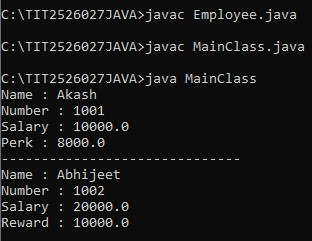 C:\TIT2526027JAVA>javac Employee.java
C:\TIT2526027JAVA>javac MainClass.java
C:\TIT2526027JAVA>java MainClass
Name : Akash
Number : 1001
Salary : 10000.0
Perk : 8000.0
------------------------------
Name : Abhijeet
Number : 1002
Salary : 20000.0
Reward : 10000.0